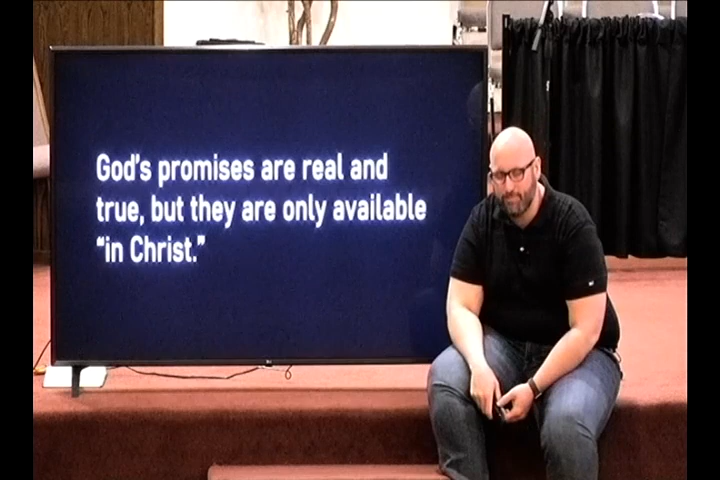 God's promises are real and
true, but they are only available
“in Christ.”